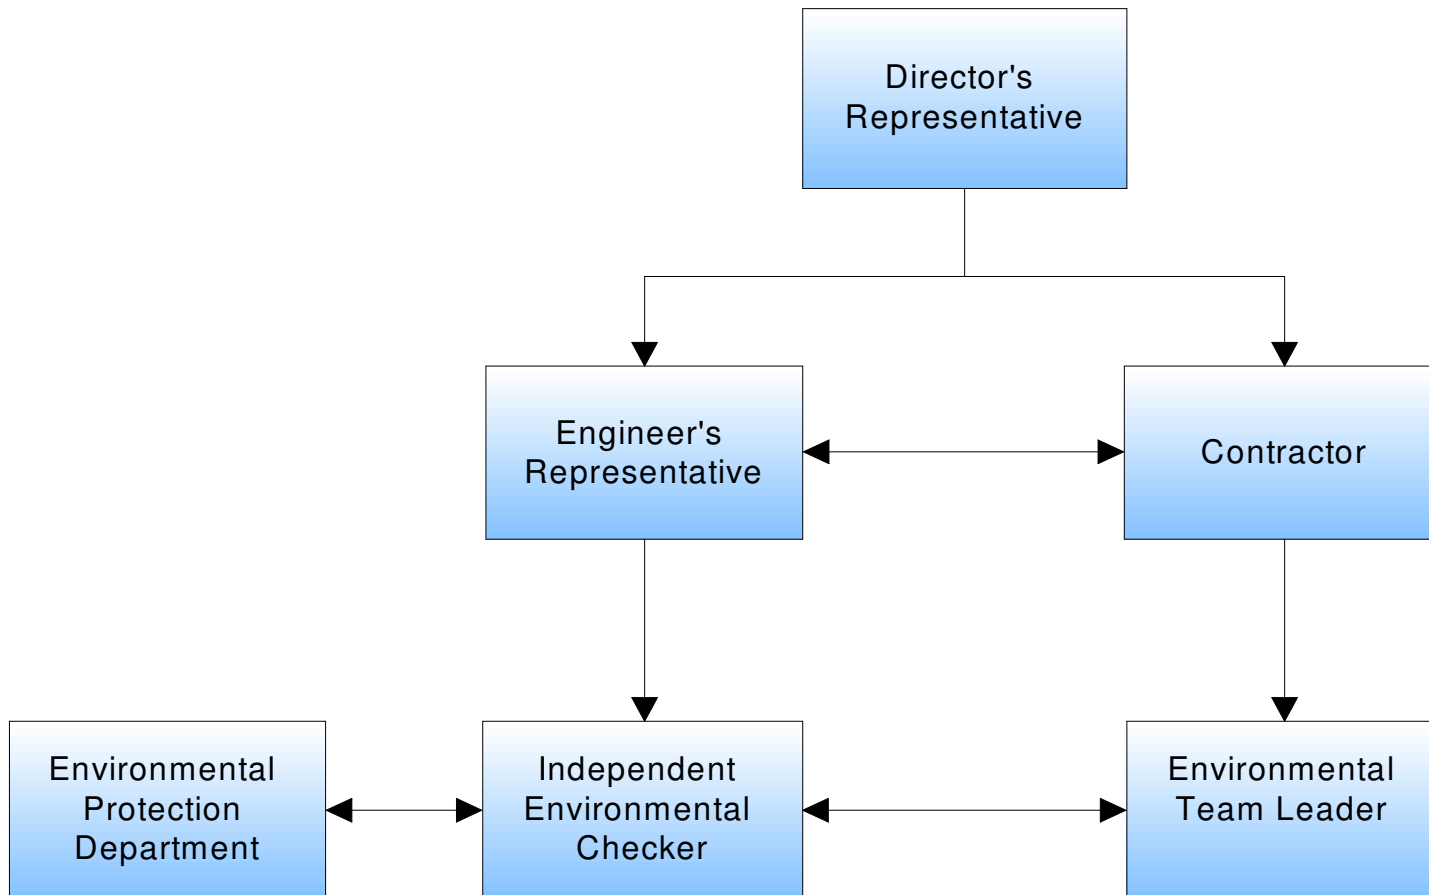 Director's
Representative
Engineer's
Representative
Contractor
Environmental
Protection
Department
Independent
Environmental
Checker
Environmental
Team Leader